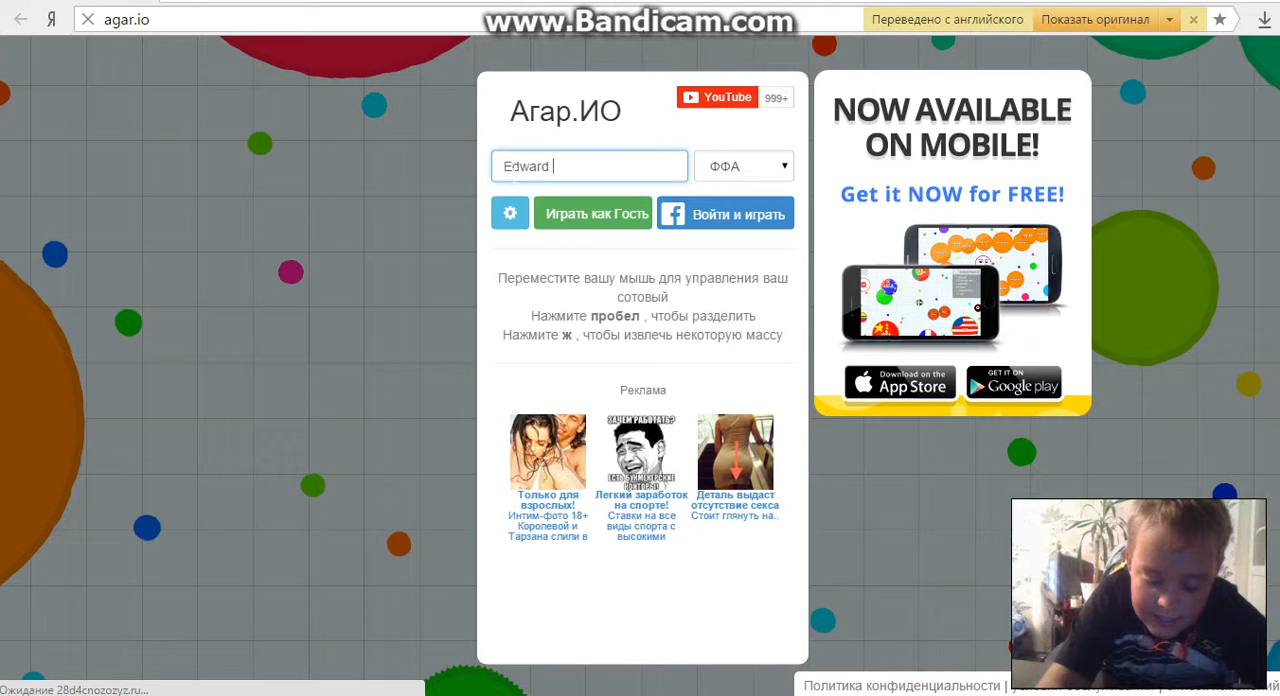 agar.io
www.Bandicam.com
Переведено с английского
Показать оригинал
Агар.ИО
YouTube 999+
Edward
ФФА
Играть как Гость
Войти и играть
Переместите вашу мышь для управления ваш
сотовый
Нажмите пробел , чтобы разделить
Нажмите ж , чтобы извлечь некоторую массу
Реклама
ЗАЧЕМ РАБОТАТЬ?
Только для
взрослых!
Интим-фото 18+
Королевой и
Тарзана слили в
Легкий заработок
на спорте!
Ставки на все
виды спорта с
высокими
Деталь выдаст
отсутствие секса
Стоит глянуть на..
NOW AVAILABLE
ON MOBILE!
Get it NOW for FREE!
Download on the
App Store
GET IT ON
Google play
Ожидание 28d4cnozozyz.ru...
Политика конфиденциальности |